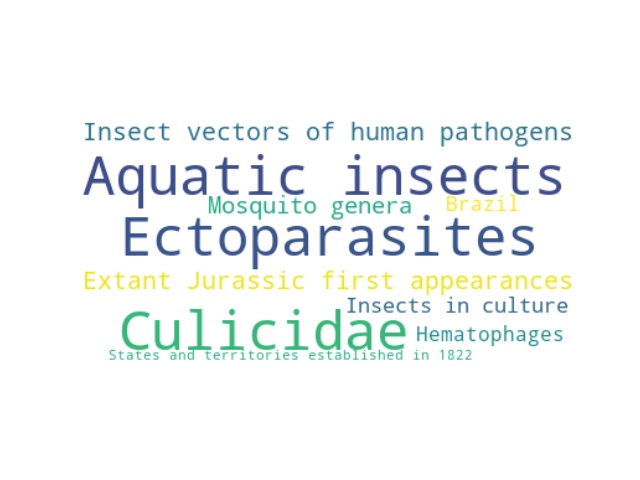 Insect vectors of human pathogens
Aquatic insects
Mosquito genera
Brazil
Ectoparasites
Extant Jurassic first appearances
Insects in culture
Culicidae
Hematophages
States and territories established in 1822